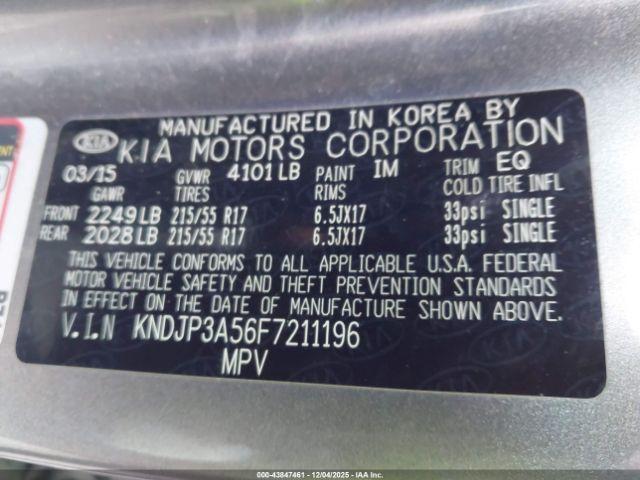 MANUFACTURED IN KOREA BY
KIA KIA MOTORS CORPORATION
03/15 GVWR 4101 LB PAINT IM TRIM EQ
GAWR TIRES RIMS COLD TIRE INFL
FRONT 2249 LB 215/55 R17 6.5JX17 33psi SINGLE
REAR 2028 LB 215/55 R17 6.5JX17 33psi SINGLE
THIS VEHICLE CONFORMS TO ALL APPLICABLE U.S.A. FEDERAL
MOTOR VEHICLE SAFETY AND THEFT PREVENTION STANDARDS
IN EFFECT ON THE DATE OF MANUFACTURE SHOWN ABOVE.
V.I.N KNDJP3A56F7211196
MPV
000-43847461 - 12/04/2025 - IAAI, Inc.